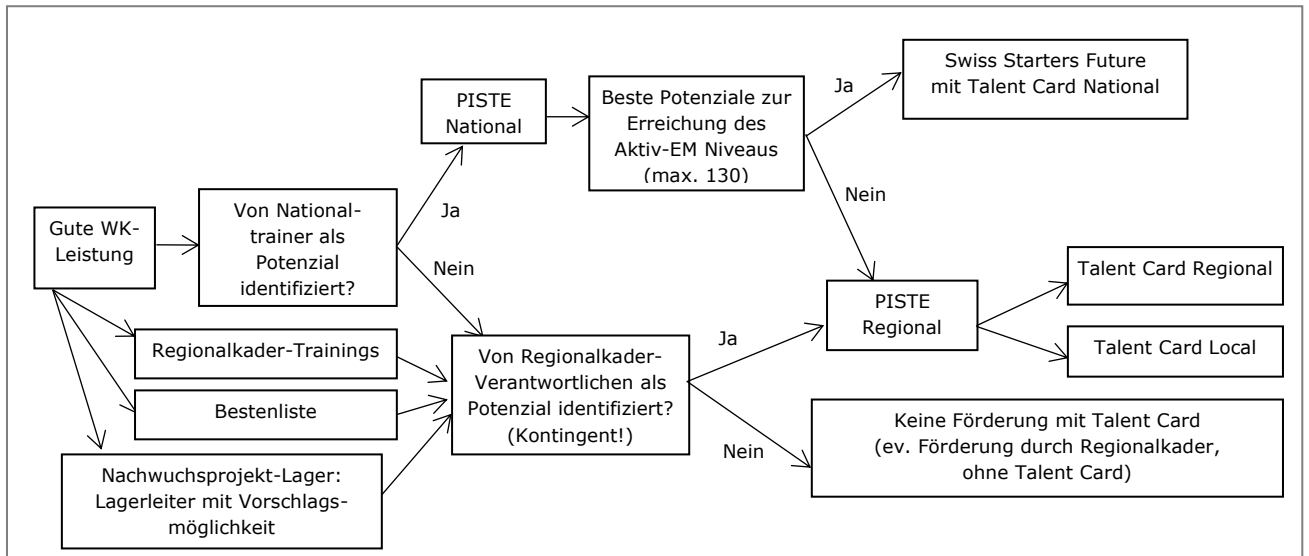 Gute WK-
Leistung
Von National-
trainer als
Potenzial
identifiziert?
Ja
Nein
PISTE
National
Beste Potenziale zur
Erreichung des
Aktiv-EM Niveaus
(max. 130)
Ja
Nein
Swiss Starters Future
mit Talent Card National
Regionalkader-Trainings
Bestenliste
Nachwuchsprojekt-Lager:
Lagerleiter mit Vorschlags-
möglichkeit
Von Regionalkader-
Verantwortlichen als
Potenzial identifiziert?
(Kontingent!)
Ja
Nein
PISTE
Regional
Talent Card Regional
Talent Card Local
Keine Förderung mit Talent Card
(ev. Förderung durch Regionalkader,
ohne Talent Card)